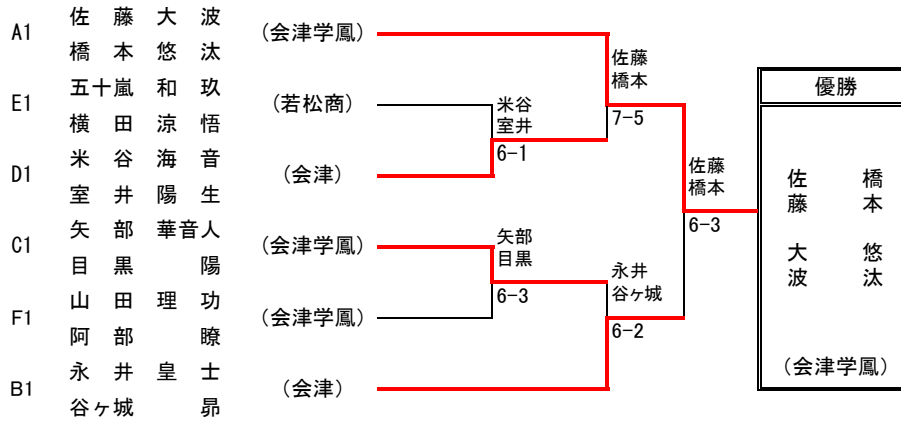 A1 佐藤大波 (会津学鳳)
橋本悠汰
E1 五十嵐和玖 (若松商)
横田涼悟
D1 米谷海音 (会津)
室井陽生
C1 矢部華音人 (会津学鳳)
目黒陽
F1 山田理功 (会津学鳳)
阿部瞭
B1 永井皇士 (会津)
谷ヶ城昴
米谷
室井
6-1
矢部
目黒
6-3
佐藤
橋本
7-5
永井
谷ヶ城
6-2
佐藤
橋本
6-3
優勝
佐藤大波
橋本悠汰
(会津学鳳)